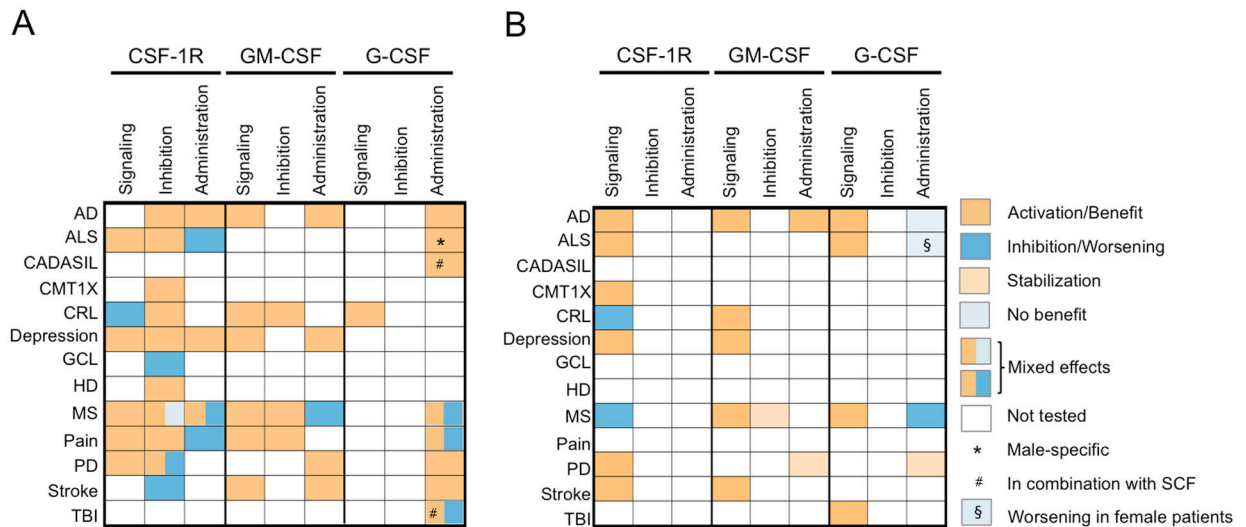 A
CSF-1R GM-CSF G-CSF
Signaling Inhibition Administration Signaling Inhibition Administration Signaling Inhibition Administration
AD
ALS *
CADASIL #
CMT1X
CRL
Depression
GCL
HD
MS
Pain
PD
Stroke
TBI #
B
CSF-1R GM-CSF G-CSF
Signaling Inhibition Administration Signaling Inhibition Administration Signaling Inhibition Administration
AD
ALS §
CADASIL
CMT1X
CRL
Depression
GCL
HD
MS
Pain
PD
Stroke
TBI
Activation/Benefit
Inhibition/Worsening
Stabilization
No benefit
Mixed effects
Not tested
* Male-specific
# In combination with SCF
§ Worsening in female patients